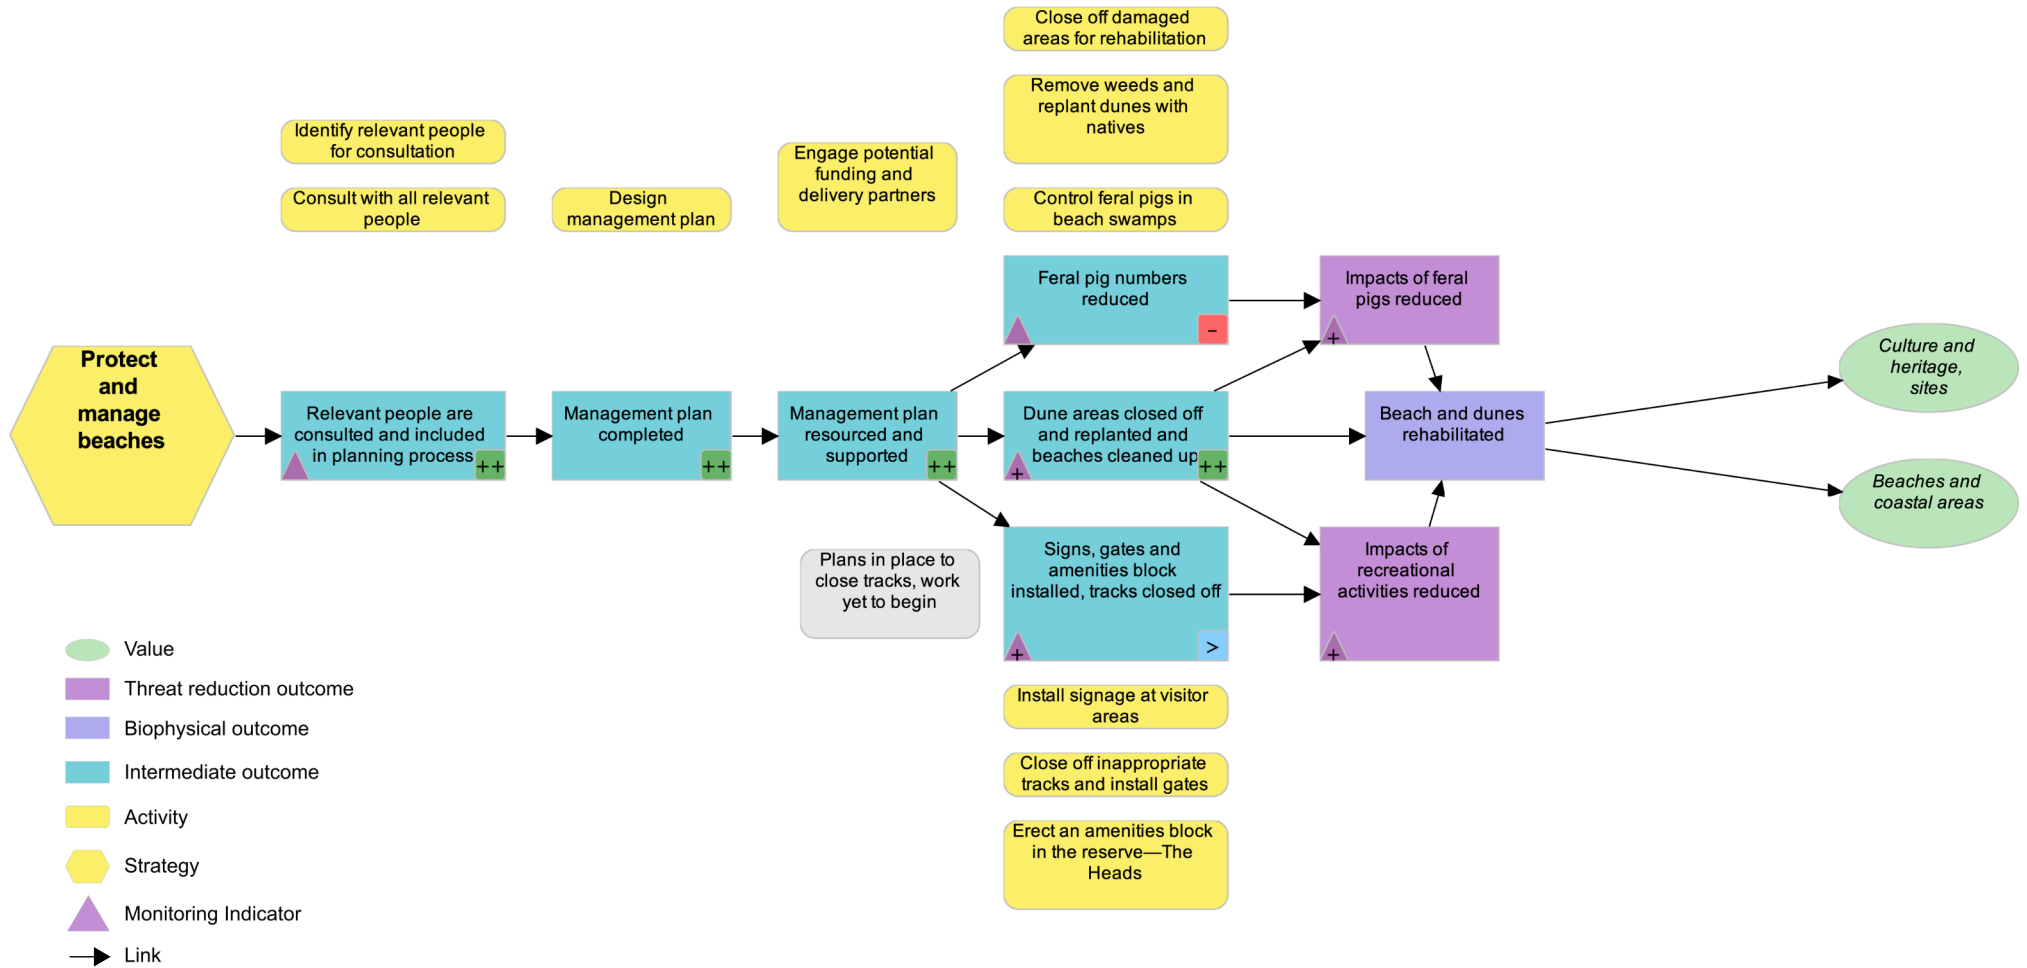 Close off damaged
areas for rehabilitation
Remove weeds and
replant dunes with
natives
Identify relevant people
for consultation
Engage potential
funding and
delivery partners
Consult with all relevant
people
Design
management plan
Control feral pigs in
beach swamps
Feral pig numbers
reduced
–
Impacts of feral
pigs reduced
+
Protect
and
manage
beaches
Relevant people are
consulted and included
in planning process
++
Management plan
completed
++
Management plan
resourced and
supported
++
Dune areas closed off
and replanted and
beaches cleaned up
+
++
Beach and dunes
rehabilitated
Culture and
heritage,
sites
Beaches and
coastal areas
Plans in place to
close tracks, work
yet to begin
Signs, gates and
amenities block
installed, tracks closed off
+
>
Impacts of
recreational
activities reduced
+
Install signage at visitor
areas
Close off inappropriate
tracks and install gates
Erect an amenities block
in the reserve—The
Heads
Value
Threat reduction outcome
Biophysical outcome
Intermediate outcome
Activity
Strategy
Monitoring Indicator
Link